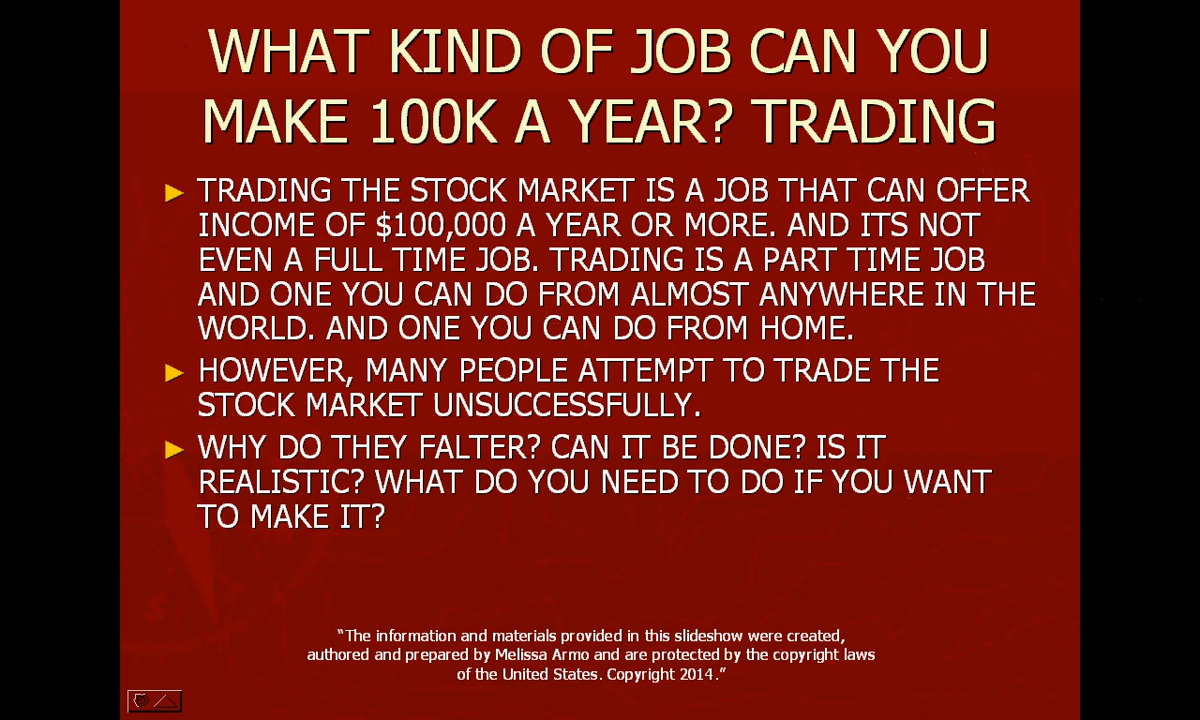 WHAT KIND OF JOB CAN YOU
MAKE 100K A YEAR? TRADING
TRADING THE STOCK MARKET IS A JOB THAT CAN OFFER
INCOME OF $100,000 A YEAR OR MORE. AND ITS NOT
EVEN A FULL TIME JOB. TRADING IS A PART TIME JOB
AND ONE YOU CAN DO FROM ALMOST ANYWHERE IN THE
WORLD. AND ONE YOU CAN DO FROM HOME.
HOWEVER, MANY PEOPLE ATTEMPT TO TRADE THE
STOCK MARKET UNSUCCESSFULLY.
WHY DO THEY FALTER? CAN IT BE DONE? IS IT
REALISTIC? WHAT DO YOU NEED TO DO IF YOU WANT
TO MAKE IT?
“The information and materials provided in this slideshow were created,
authored and prepared by Melissa Armo and are protected by the copyright laws
of the United States. Copyright 2014.”